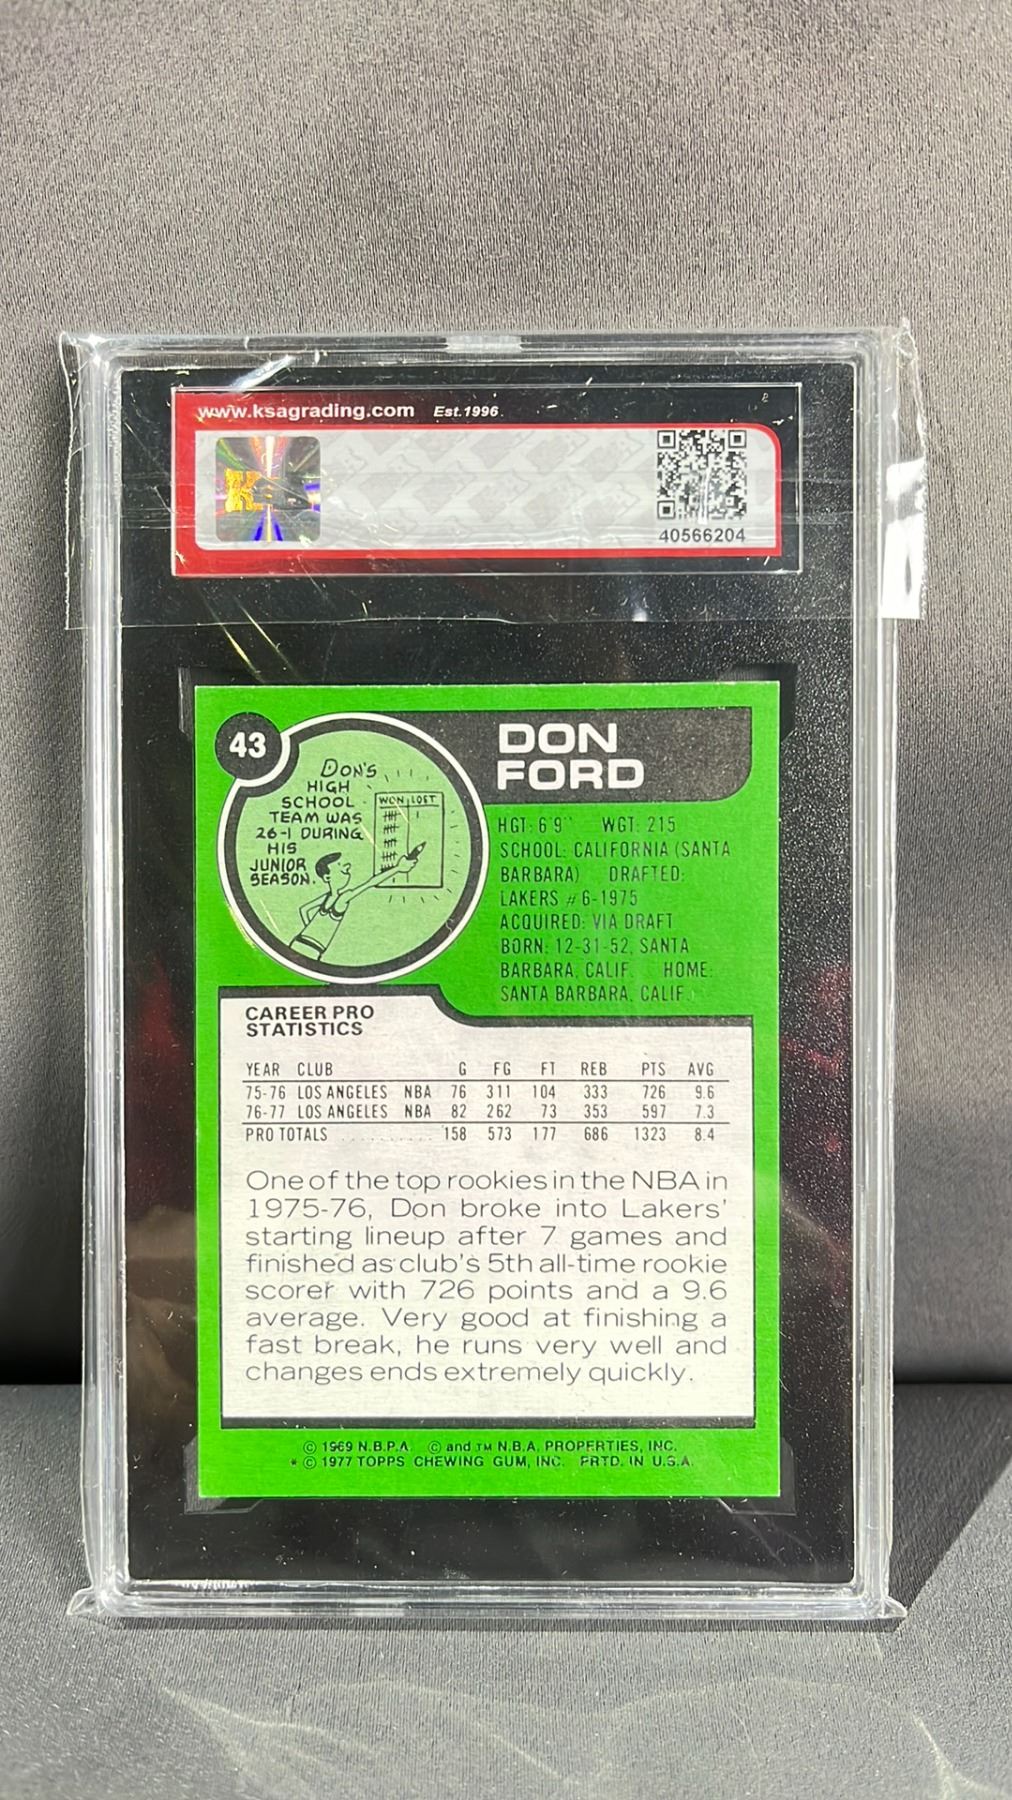 www.ksagrading.com Est. 1996
40566204
43
DON
FORD
DON'S
HIGH
SCHOOL
TEAM WAS
26-1 DURING
HIS
JUNIOR
SEASON.
WON LOST
HGT: 6'9" WGT: 215
SCHOOL: CALIFORNIA (SANTA
BARBARA) DRAFTED:
LAKERS #6-1975
ACQUIRED: VIA DRAFT
BORN: 12-31-52, SANTA
BARBARA, CALIF. HOME:
SANTA BARBARA, CALIF.
CAREER PRO
STATISTICS
YEAR CLUB G FG FT REB PTS AVG
75-76 LOS ANGELES NBA 76 311 104 333 726 9.6
76-77 LOS ANGELES NBA 82 262 73 353 597 7.3
PRO TOTALS .......... 158 573 177 686 1323 8.4
One of the top rookies in the NBA in
1975-76, Don broke into Lakers'
starting lineup after 7 games and
finished as club's 5th all-time rookie
scorer with 726 points and a 9.6
average. Very good at finishing a
fast break, he runs very well and
changes ends extremely quickly.
© 1969 N.B.P.A. © and TM N.B.A. PROPERTIES, INC.
* © 1977 TOPPS CHEWING GUM, INC. PRTD. IN U.S.A.